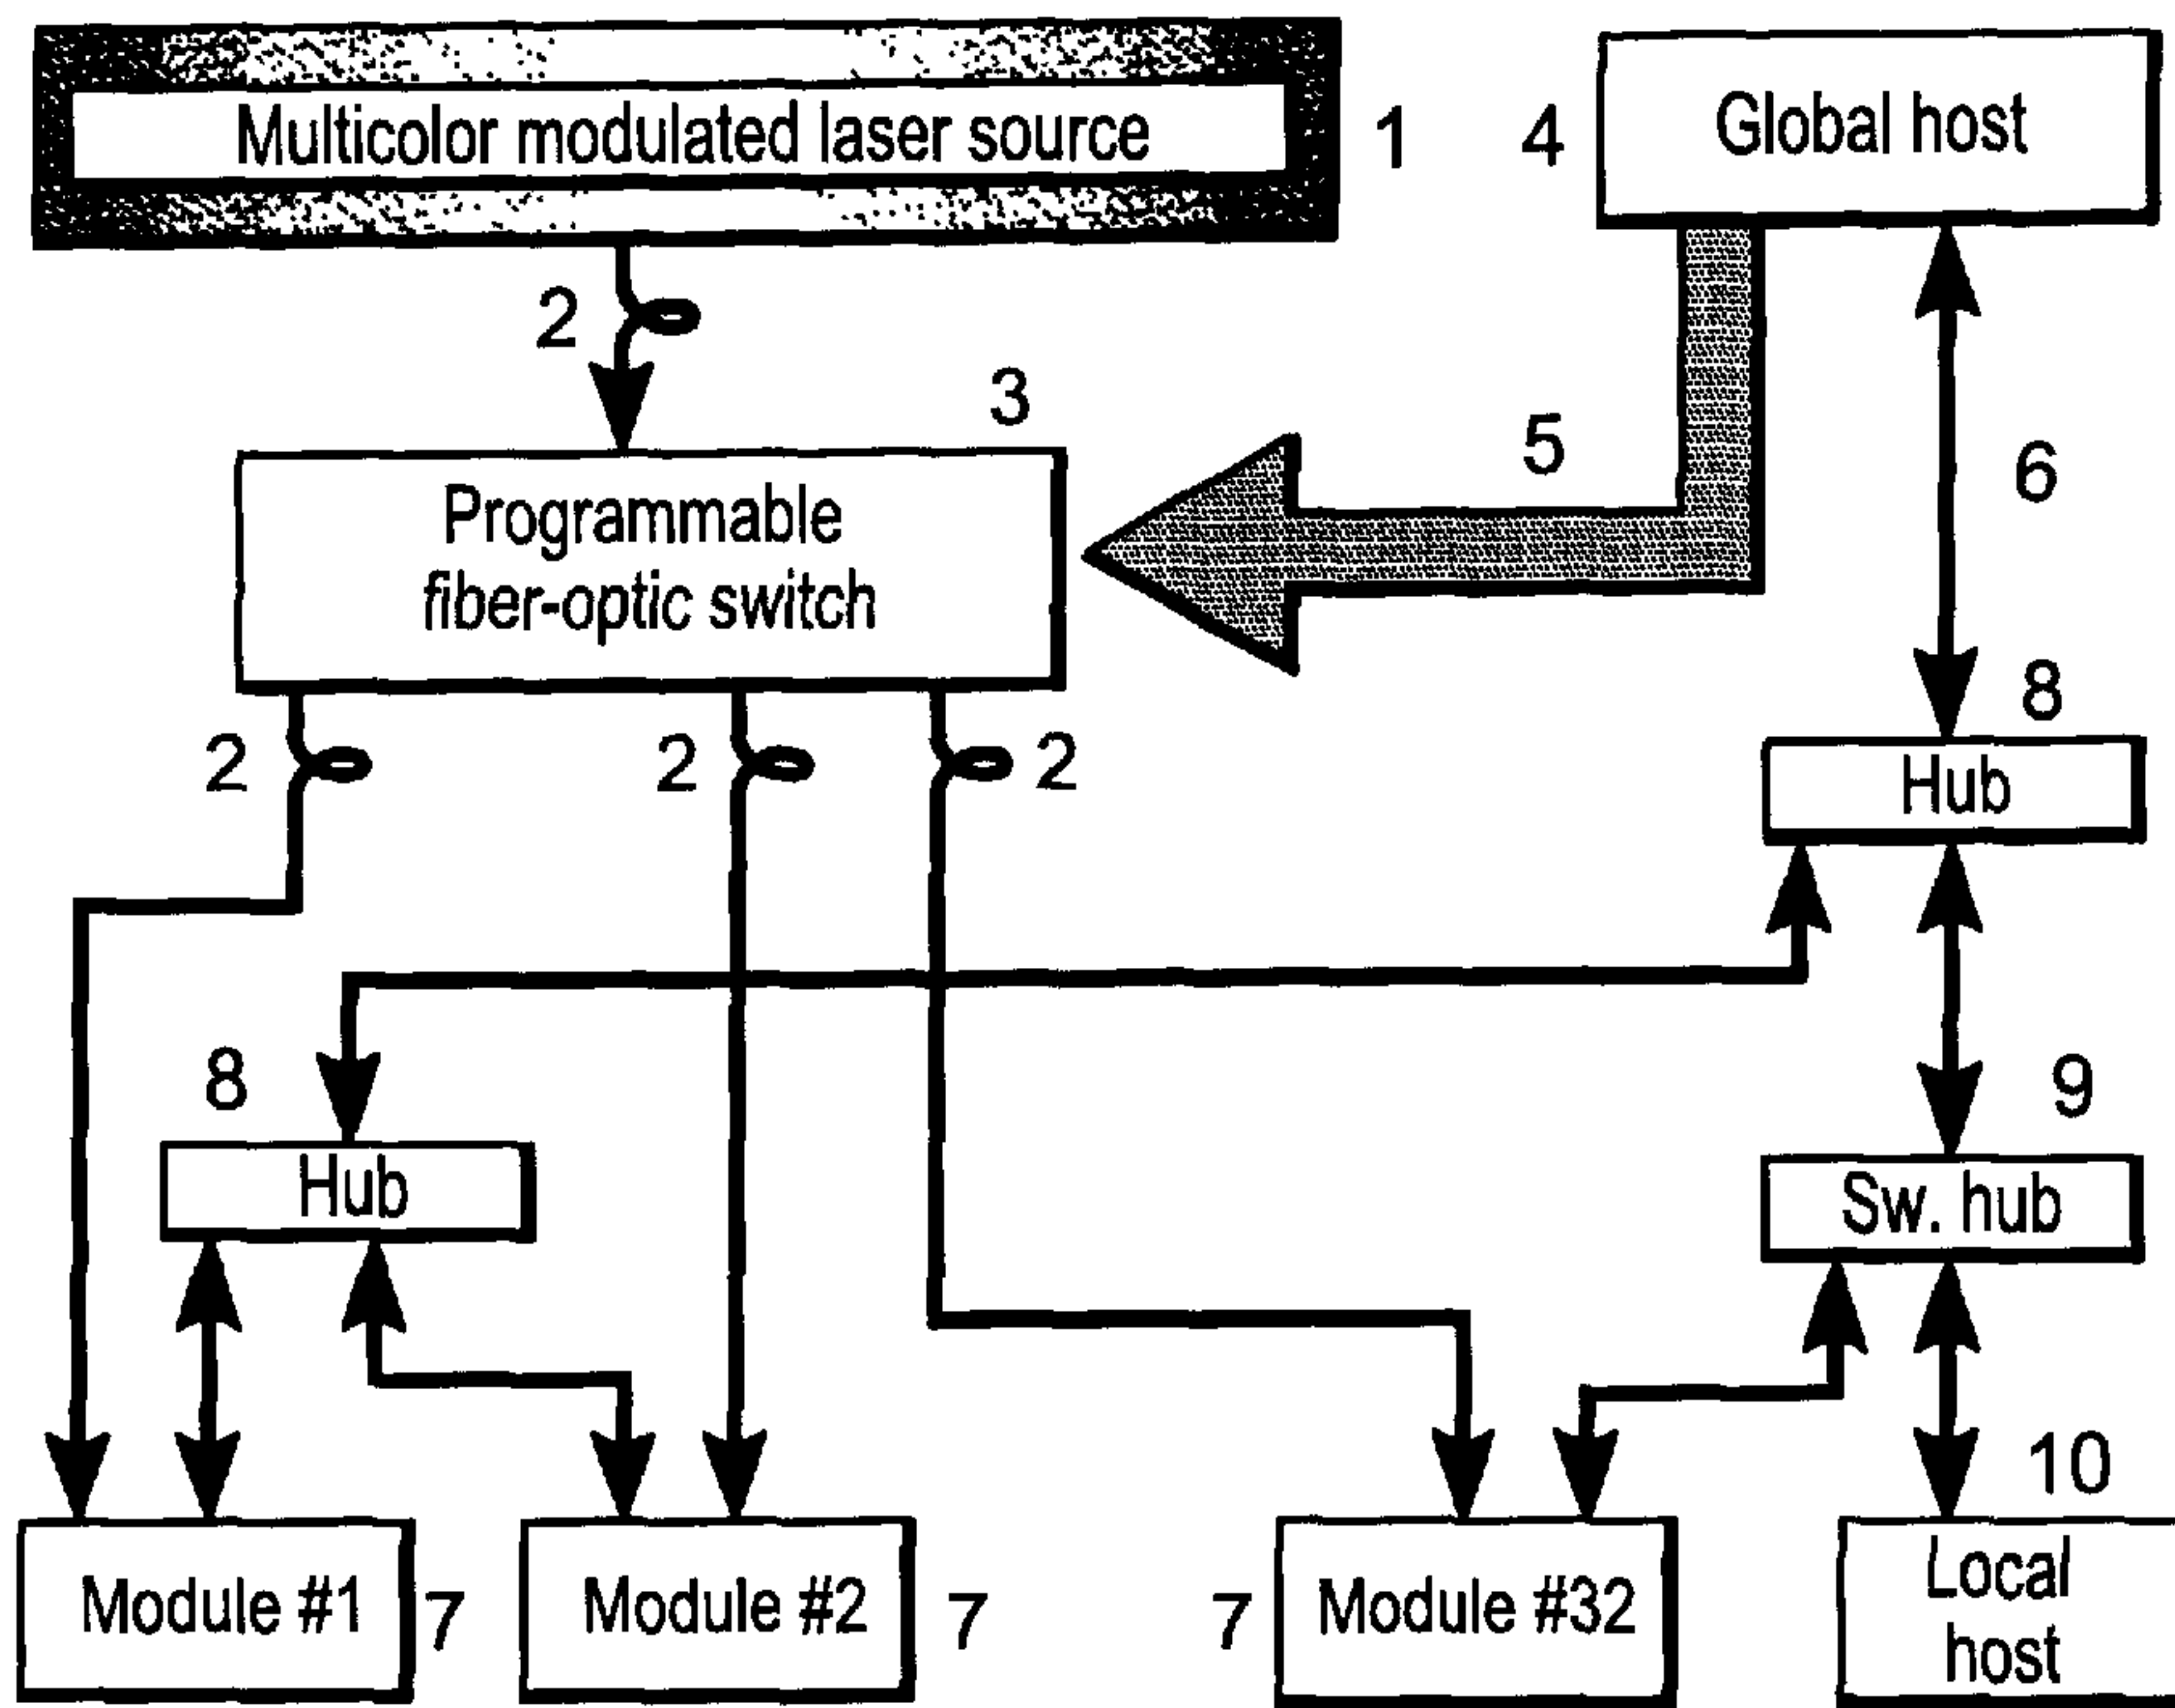 Multicolor modulated laser source
1
4
Global host
2
3
5
6
Programmable
fiber-optic switch
8
2
2
2
Hub
8
9
Hub
Sw. hub
10
Module #1
7
Module #2
7
7
Module #32
Local
host